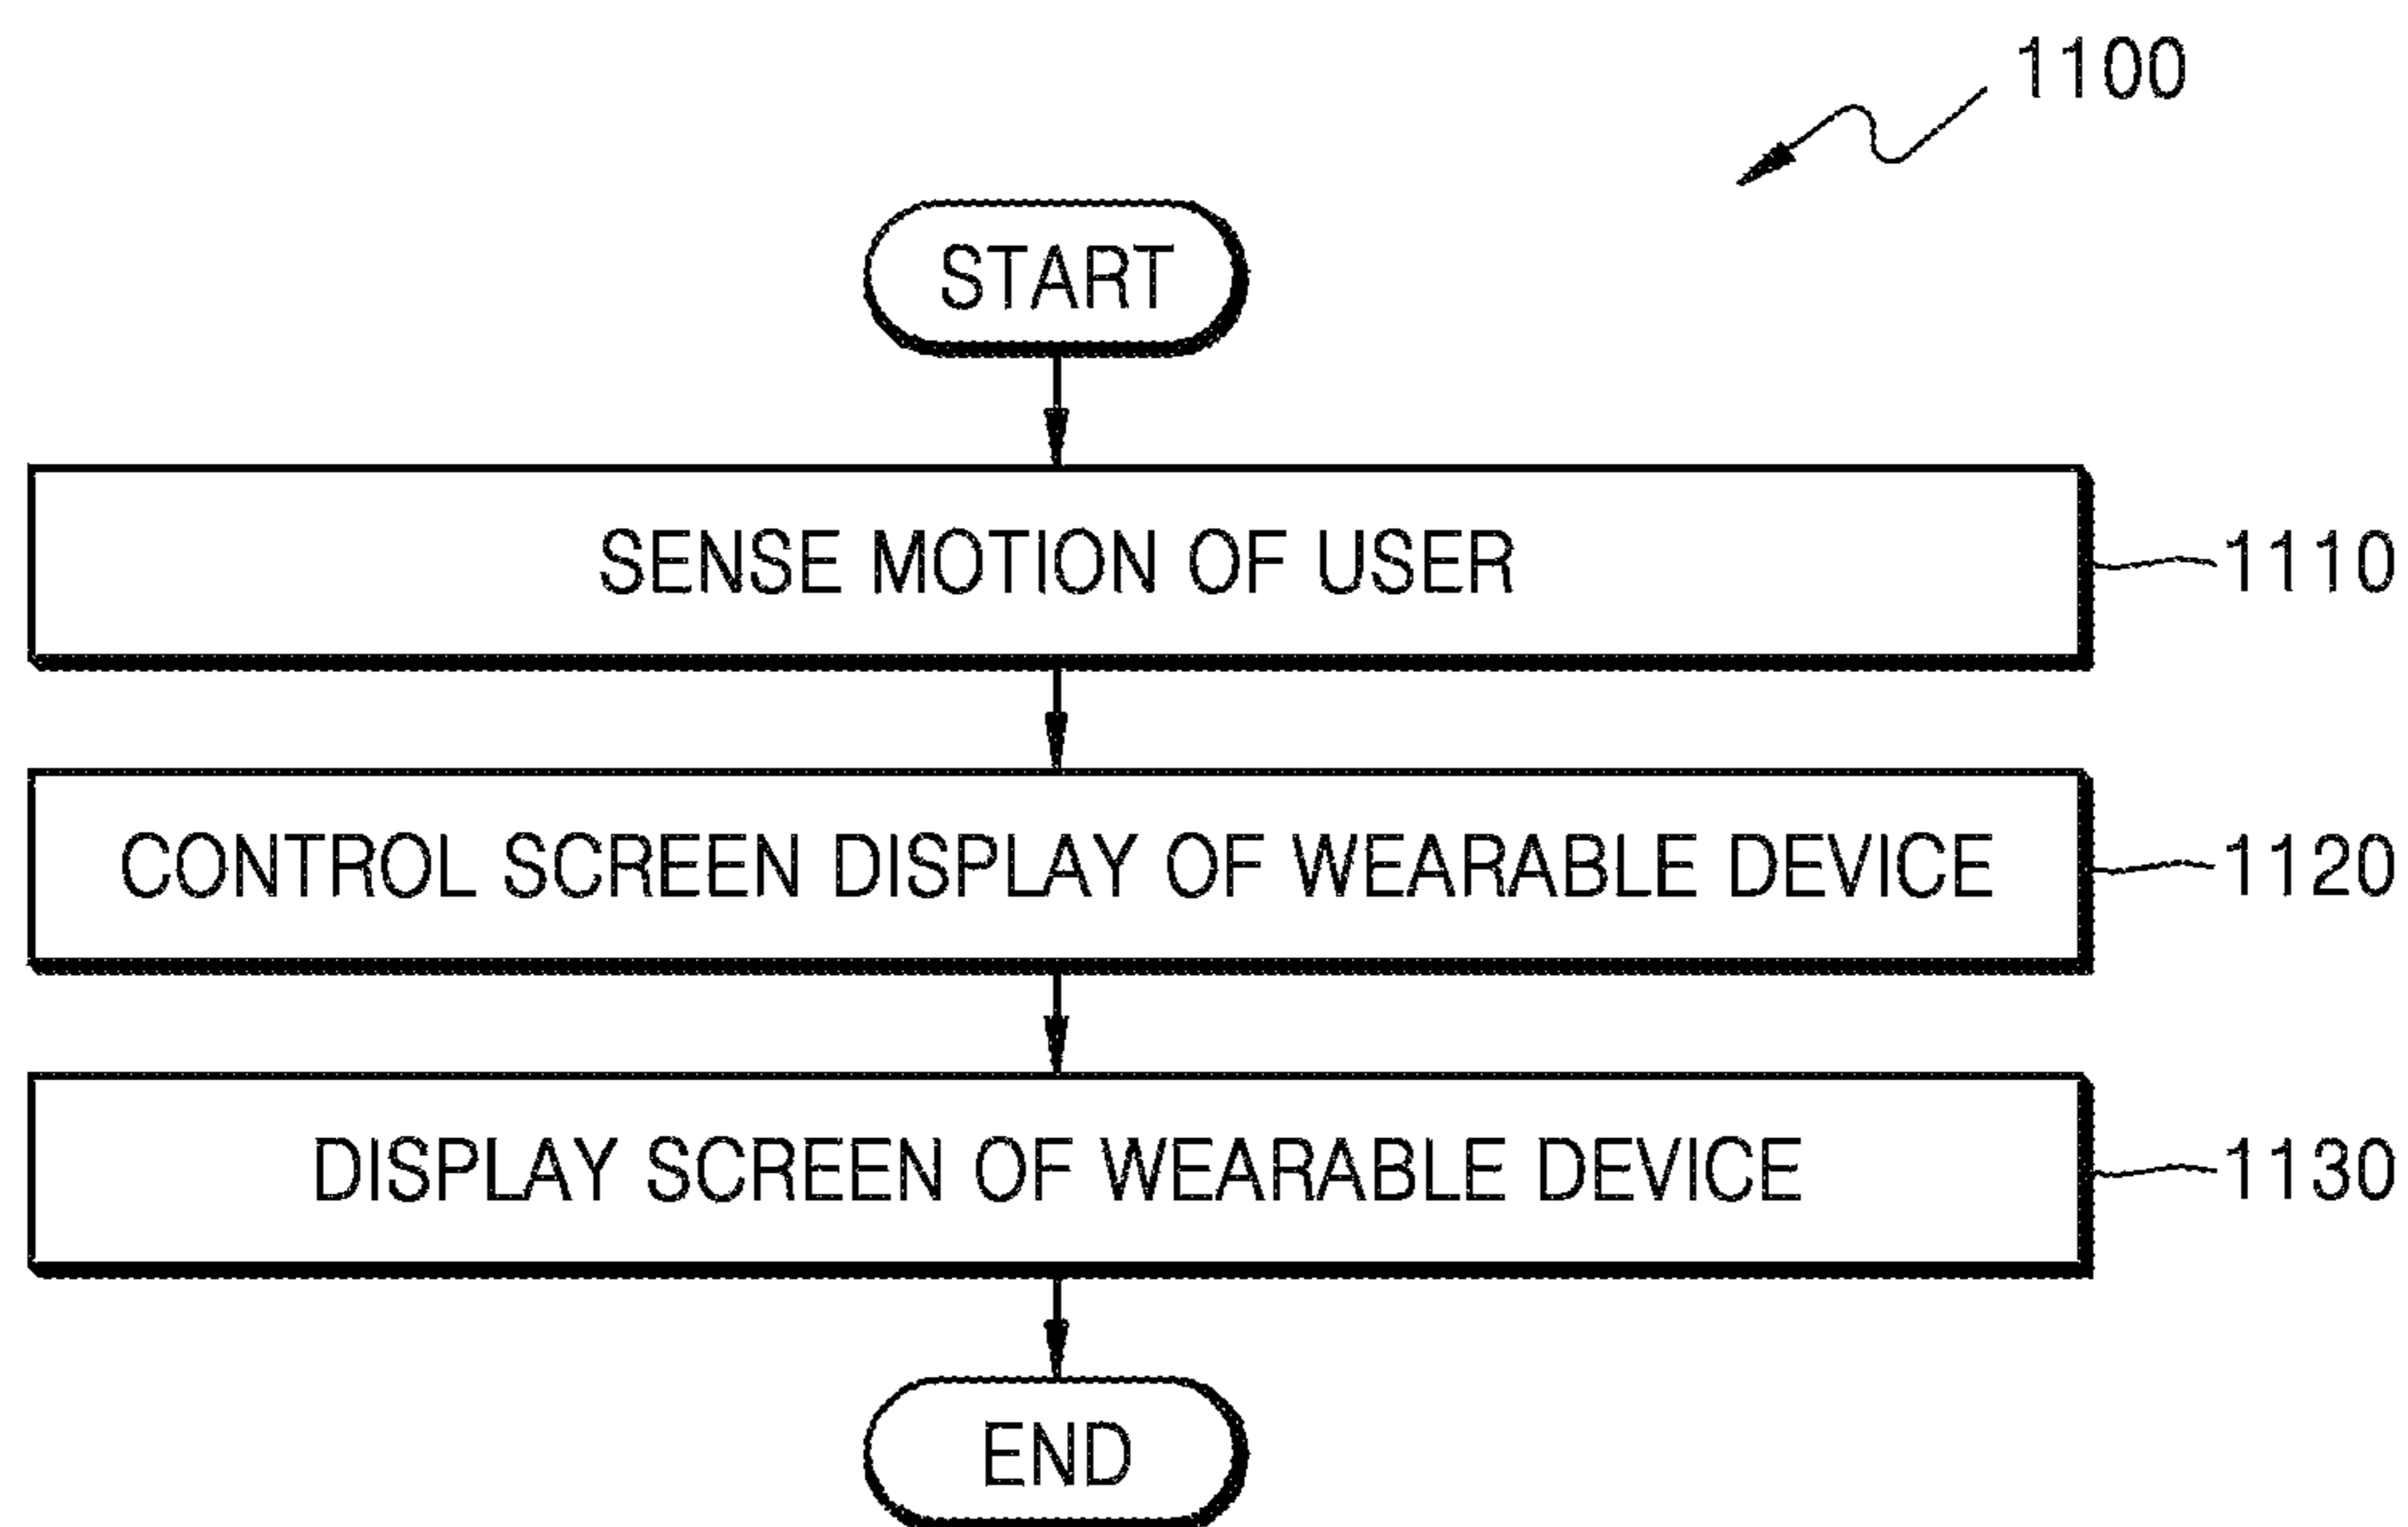 1100
START
SENSE MOTION OF USER
1110
CONTROL SCREEN DISPLAY OF WEARABLE DEVICE
1120
DISPLAY SCREEN OF WEARABLE DEVICE
1130
END